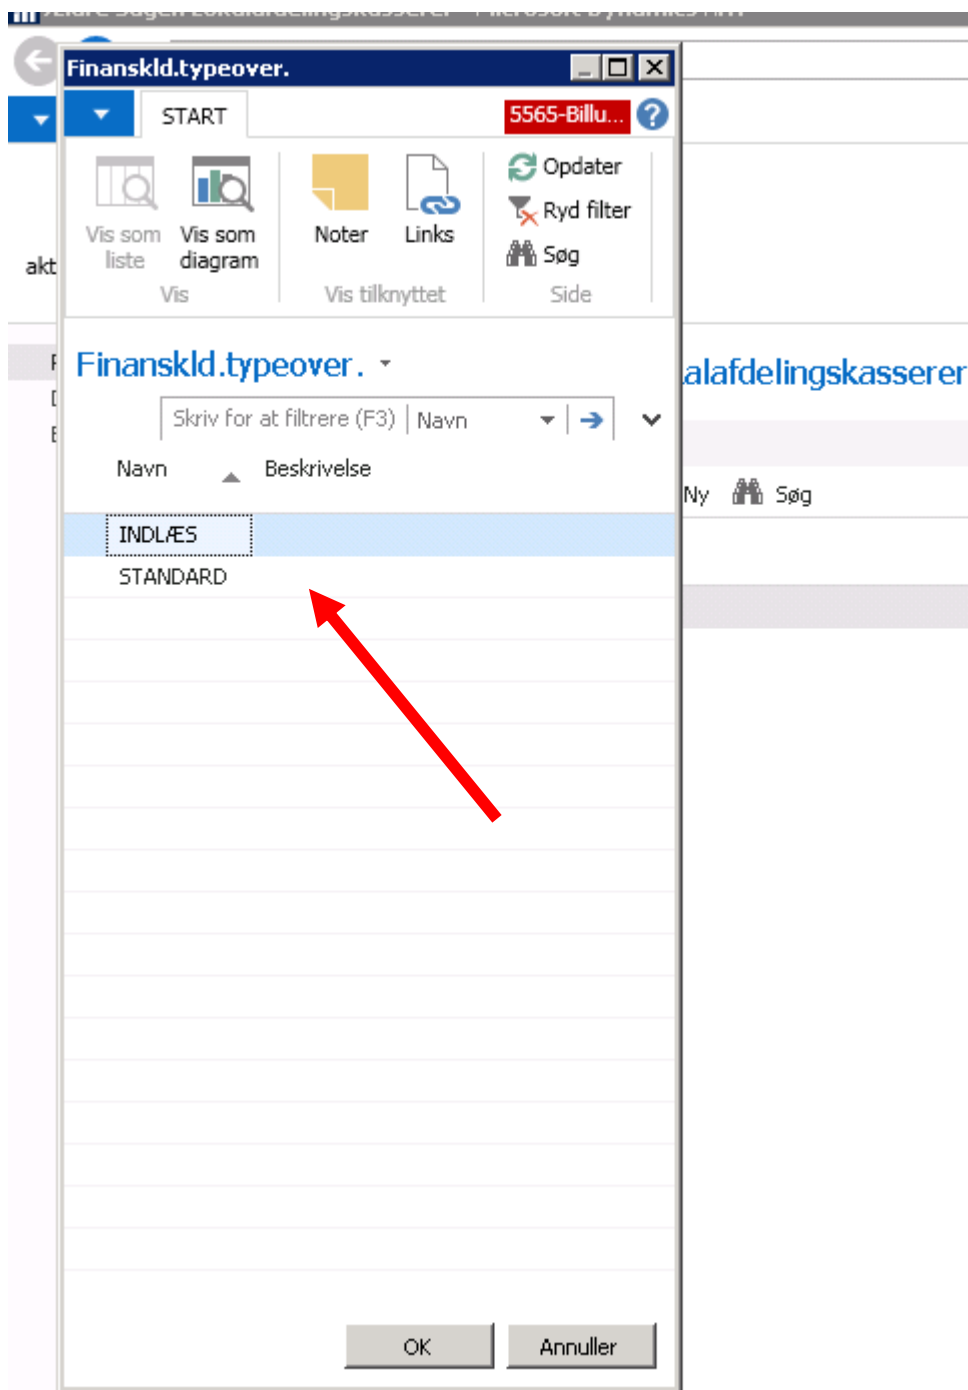 Finanskld.typeover.
START
5565-Billu...
Vis som liste
Vis som diagram
Noter
Links
Opdater
Ryd filter
Søg
Vis
Vis tilknyttet
Side
akt
Finanskld.typeover.
Skriv for at filtrere (F3)
Navn
Navn
Beskrivelse
INDLÆS
STANDARD
OK
Annuller
alafdelingskasserer
Ny
Søg